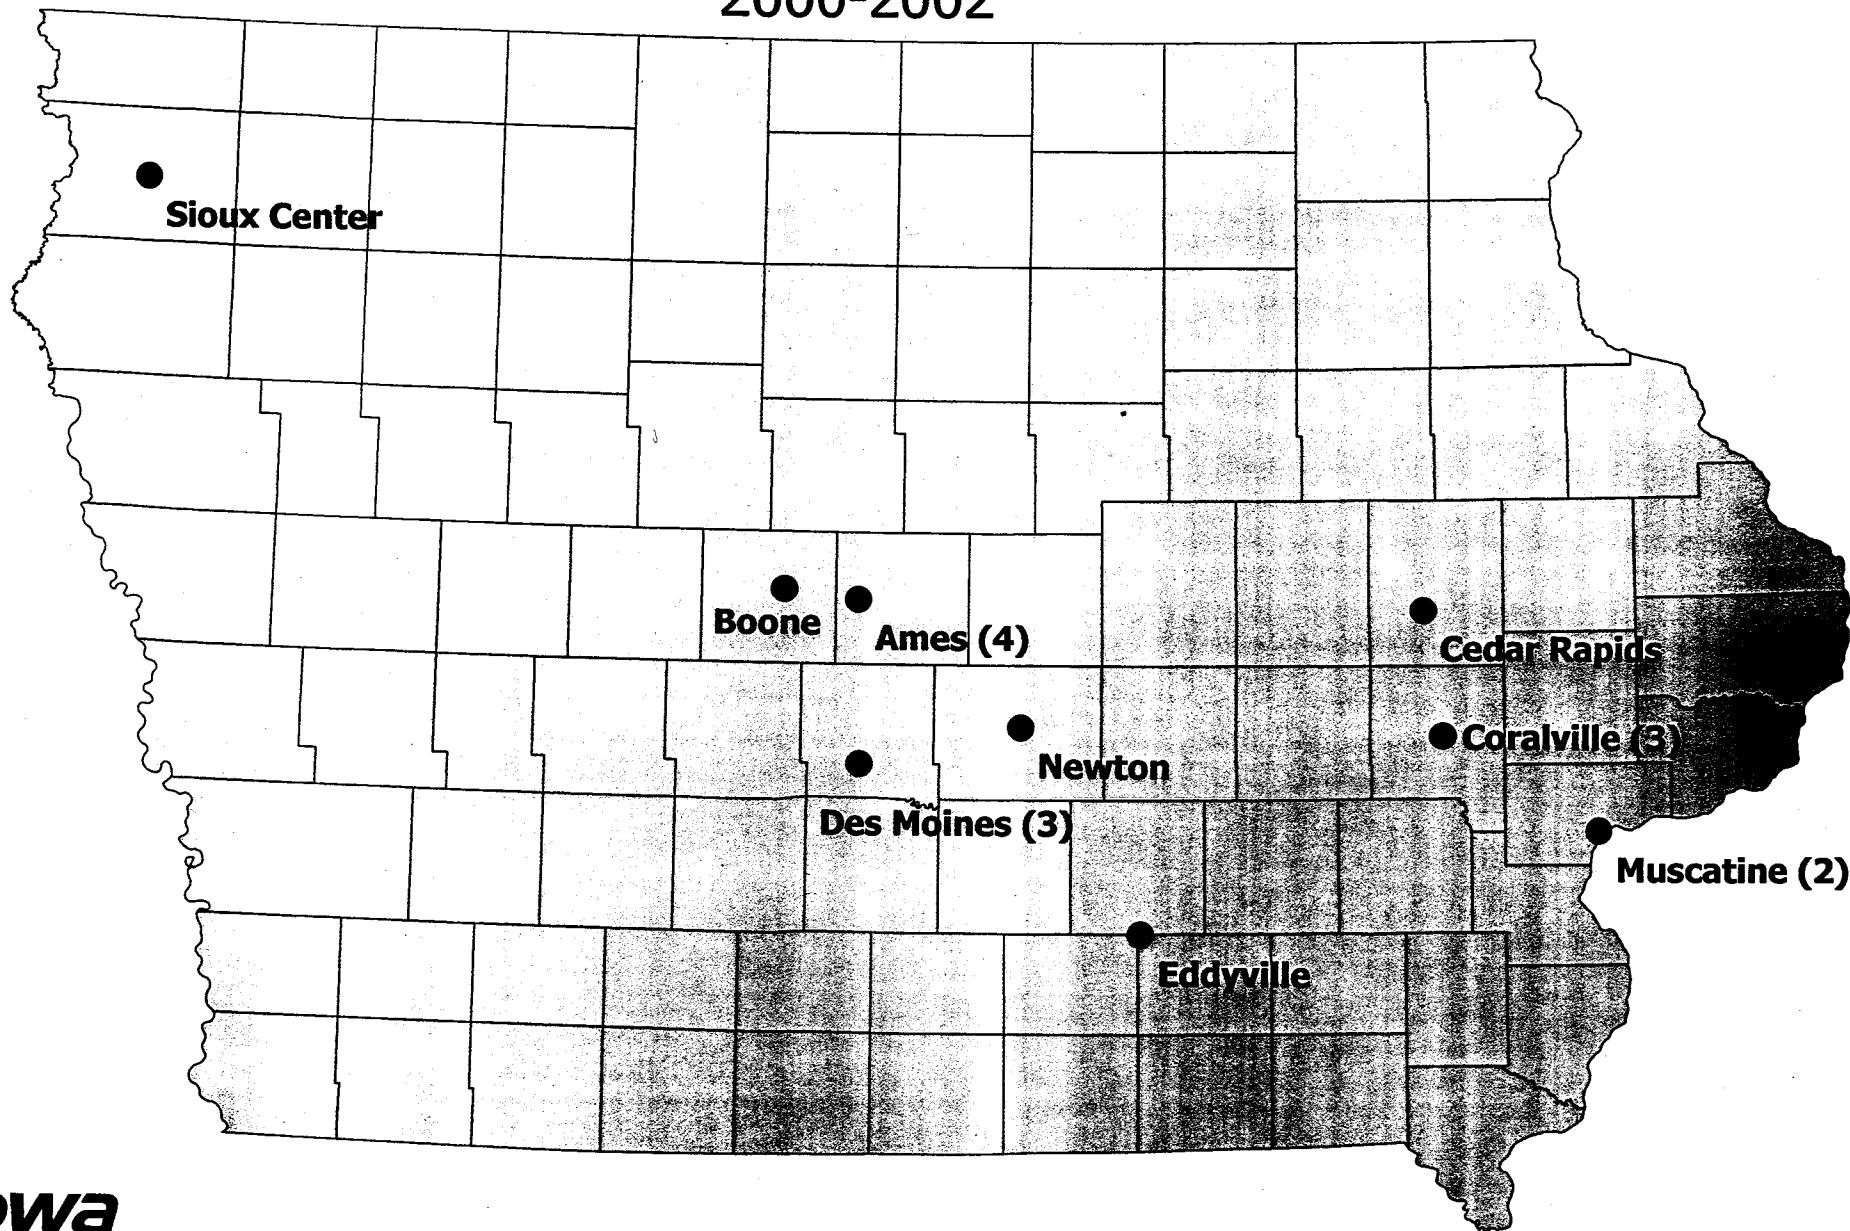 2000-2002
Sioux Center
Boone
Ames (4)
Cedar Rapids
Coralville (3)
Newton
Des Moines (3)
Muscatine (2)
Eddyville
owa